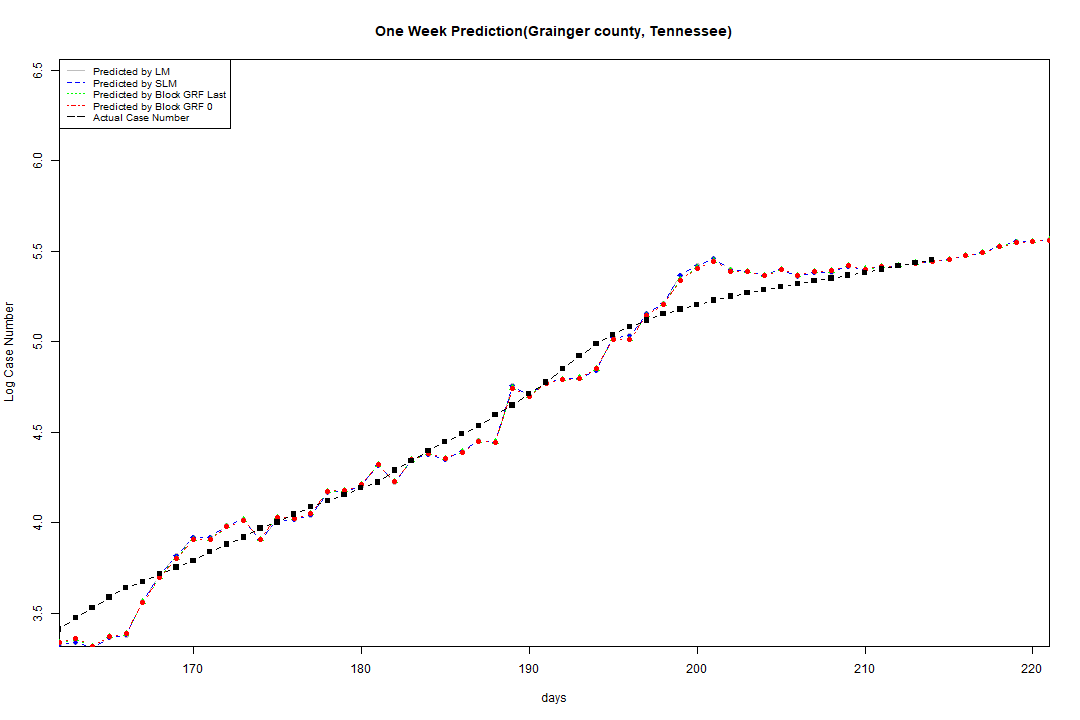 One Week Prediction(Grainger county, Tennessee)
Predicted by LM
Predicted by SLM
Predicted by Block GRF Last
Predicted by Block GRF 0
Actual Case Number
6.5
6.0
5.5
5.0
4.5
4.0
3.5
Log Case Number
170 180 190 200 210 220
days